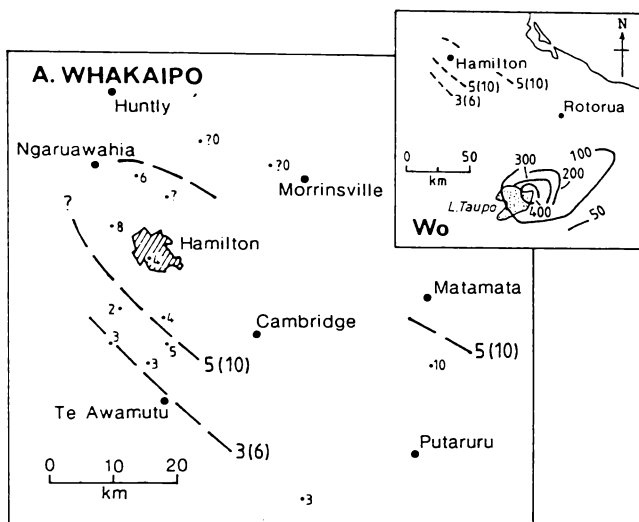 A. WHAKAIPO
Huntly
?0
Ngaruawahia
6
?0
?
Morrinsville
?
8
Hamilton
4
Matamata
2
4
Cambridge
3
5
5(10)
3
5(10)
10
Te Awamutu
3(6)
Putaruru
0 10 20
km
3
N
Hamilton
5(10)
5(10)
3(6)
Rotorua
0 50
km
300
100
200
L.Taupo
400
50
Wo